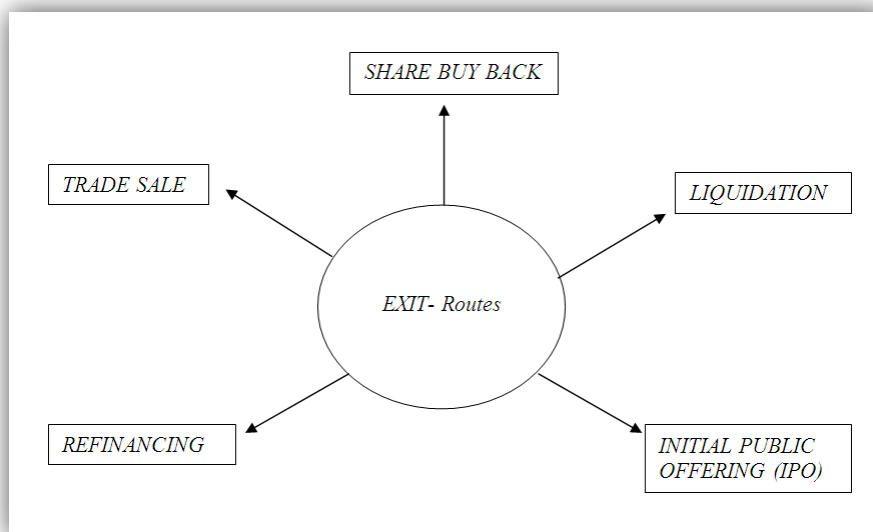 SHARE BUY BACK
TRADE SALE
LIQUIDATION
EXIT- Routes
REFINANCING
INITIAL PUBLIC
OFFERING (IPO)